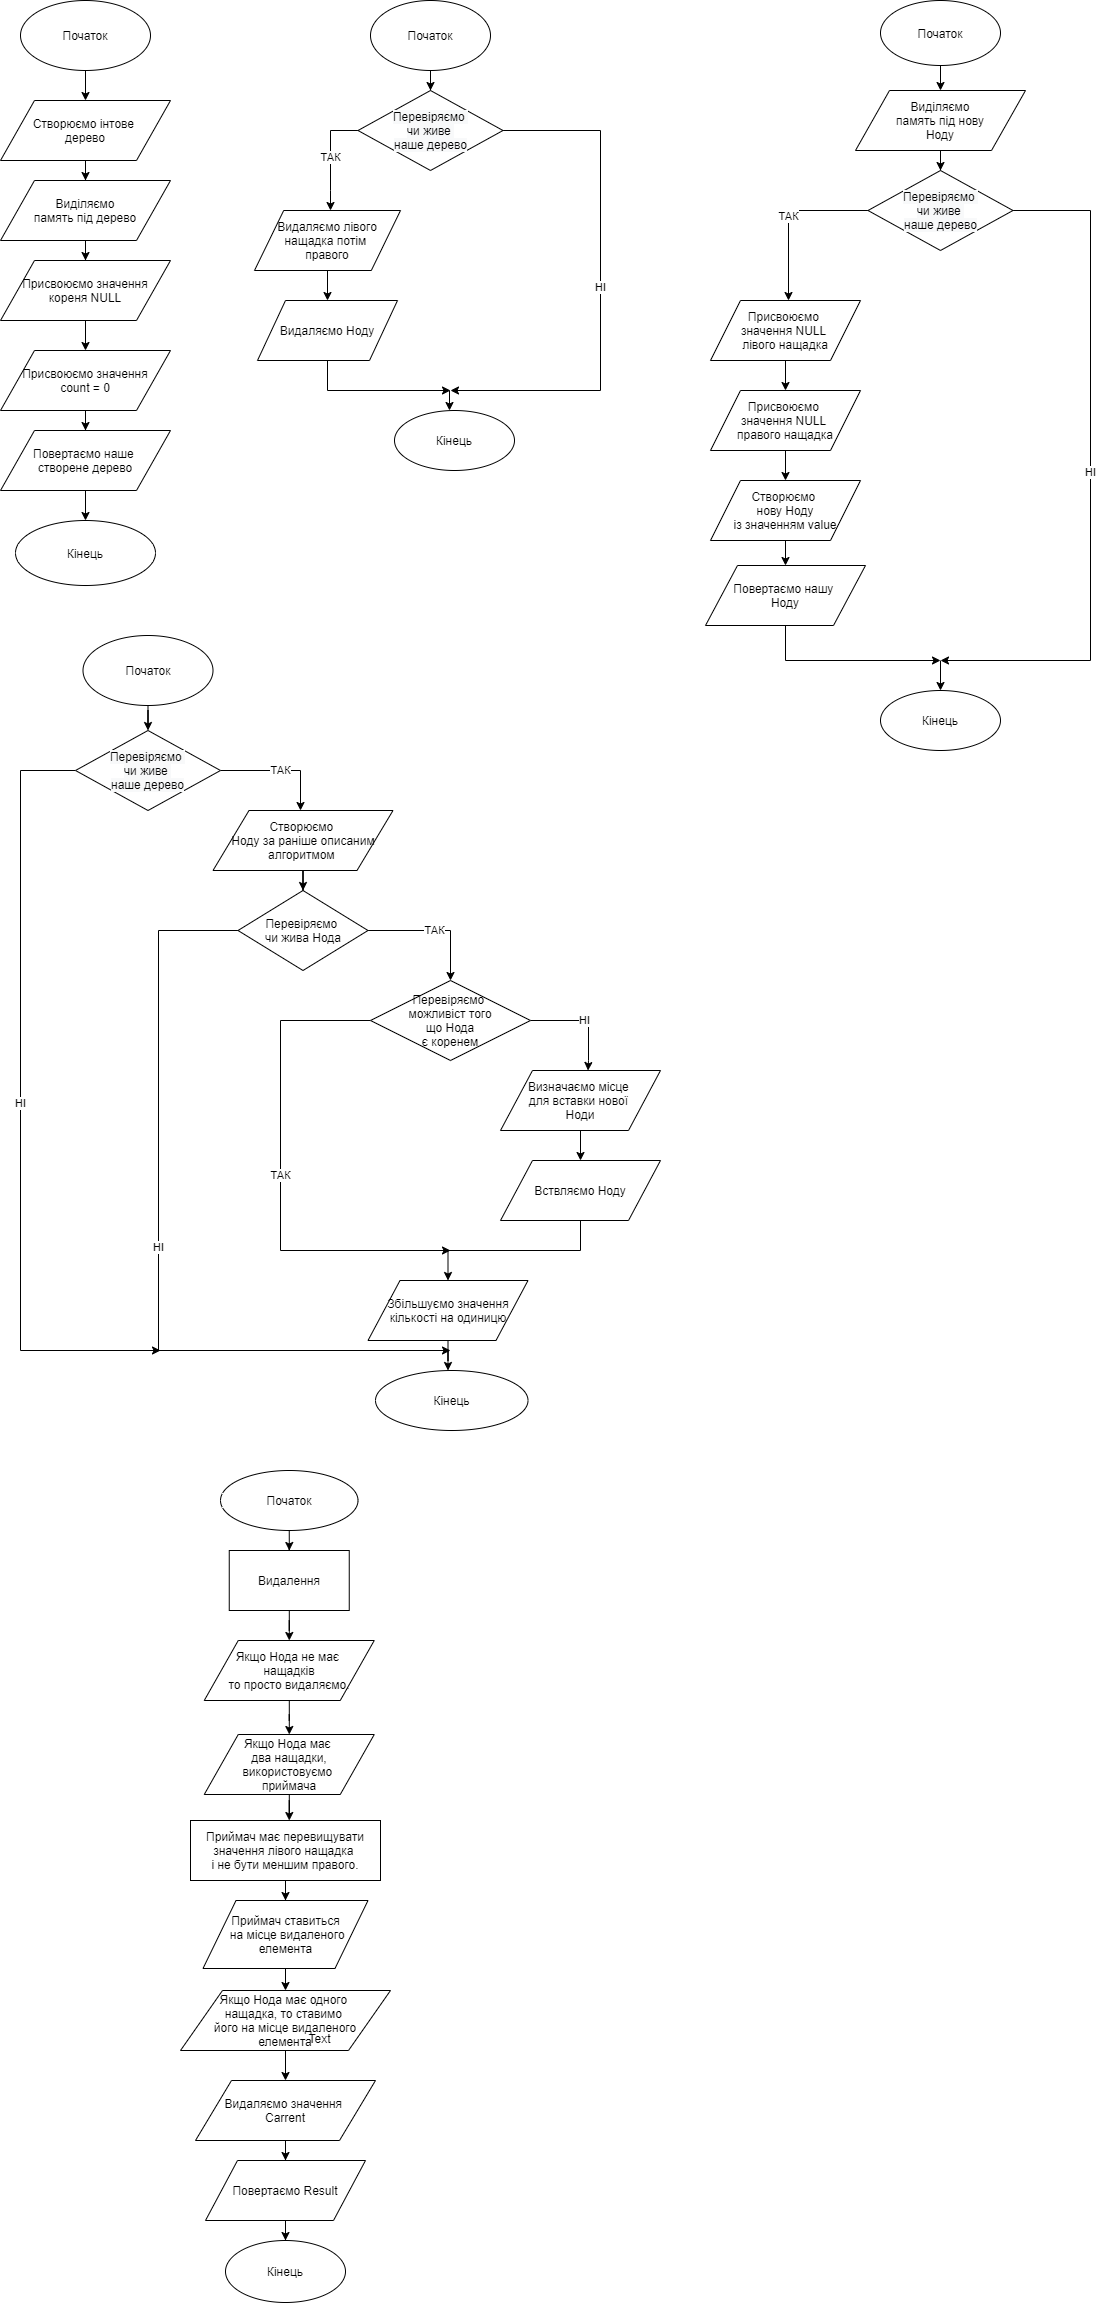 Початок
Створюємо інтове
дерево
Виділяємо
память під дерево
Присвоюємо значення
кореня NULL
Присвоюємо значення
count = 0
Повертаємо наше
створене дерево
Кінець
Початок
Перевіряємо
чи живе
наше дерево
ТАК
НІ
Видаляємо лівого
нащадка потім
правого
Видаляємо Ноду
Кінець
Початок
Виділяємо
память під нову
Ноду
Перевіряємо
чи живе
наше дерево
ТАК
НІ
Присвоюємо
значення NULL
лівого нащадка
Присвоюємо
значення NULL
правого нащадка
Створюємо
нову Ноду
із значенням value
Повертаємо нашу
Ноду
Кінець
Початок
Перевіряємо
чи живе
наше дерево
ТАК
НІ
Створюємо
Ноду за раніше описаним
алгоритмом
Перевіряємо
чи жива Нода
ТАК
НІ
Перевіряємо
можливіст того
що Нода
є коренем
НІ
ТАК
Визначаємо місце
для вставки нової
Ноди
Вствляємо Ноду
Збільшуємо значення
кількості на одиницю
Кінець
Початок
Видалення
Якщо Нода не має
нащадків
то просто видаляємо
Якщо Нода має
два нащадки,
використовуємо
приймача
Приймач має перевищувати
значення лівого нащадка
і не бути меншим правого.
Приймач ставиться
на місце видаленого
елемента
Якщо Нода має одного
нащадка, то ставимо
його на місце видаленого
елемента
Text
Видаляємо значення
Carrent
Повертаємо Result
Кінець